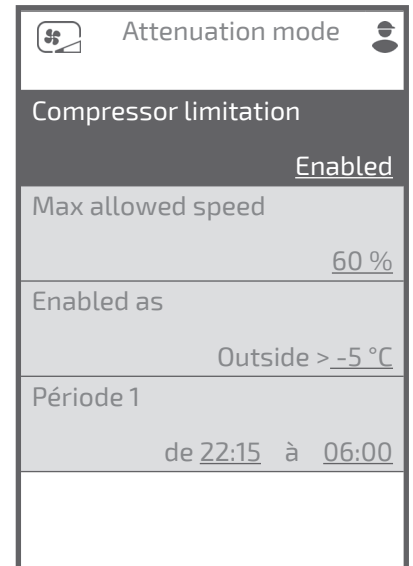 Attenuation mode
Compressor limitation
Enabled
Max allowed speed
60 %
Enabled as
Outside > -5 °C
Période 1
de 22:15 à 06:00